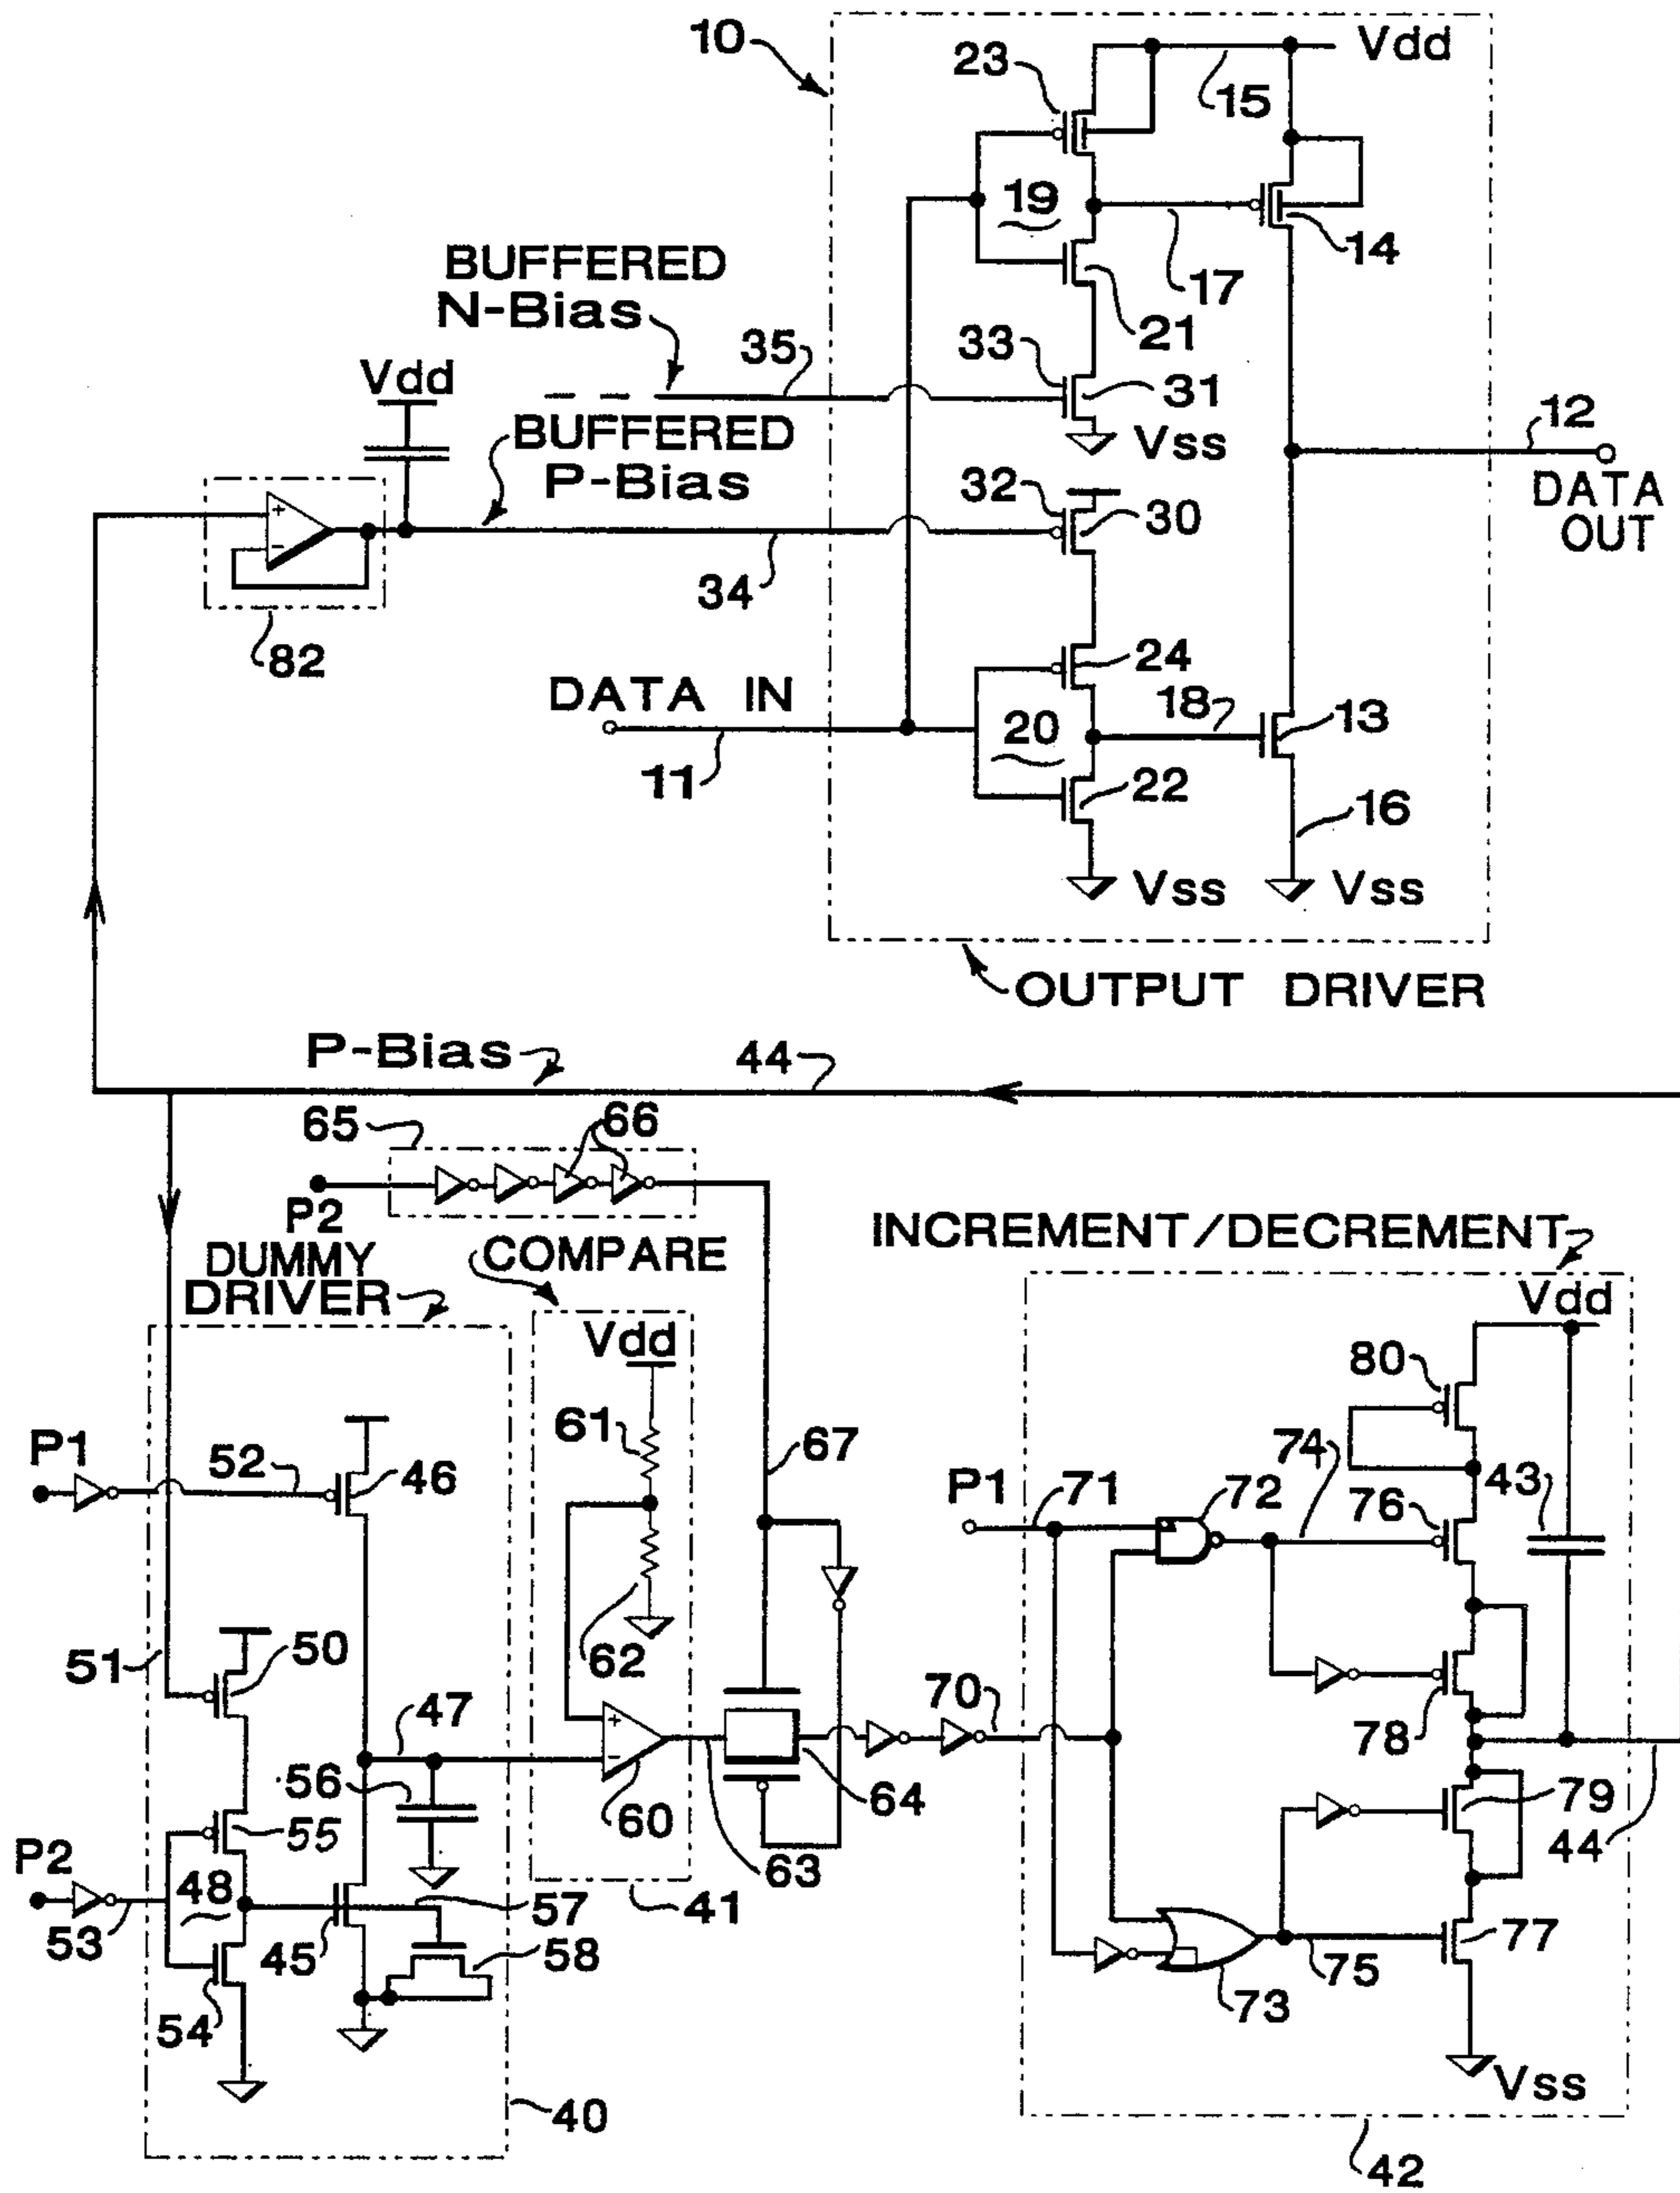 10
23
Vdd
15
19
14
17
BUFFERED
N-Bias
21
35
33
31
Vdd
Vss
12
BUFFERED
P-Bias
DATA
OUT
32
30
+
-
34
82
24
DATA IN
18
13
20
11
22
16
Vss
Vss
OUTPUT DRIVER
P-Bias
44
65
66
P2
INCREMENT/DECREMENT
DUMMY
DRIVER
COMPARE
Vdd
Vdd
80
61
67
P1
52
46
74
43
P1
71
72
76
51
50
62
70
47
78
+
-
56
60
64
79
55
44
P2
63
48
57
41
53
45
58
75
77
73
54
Vss
40
42